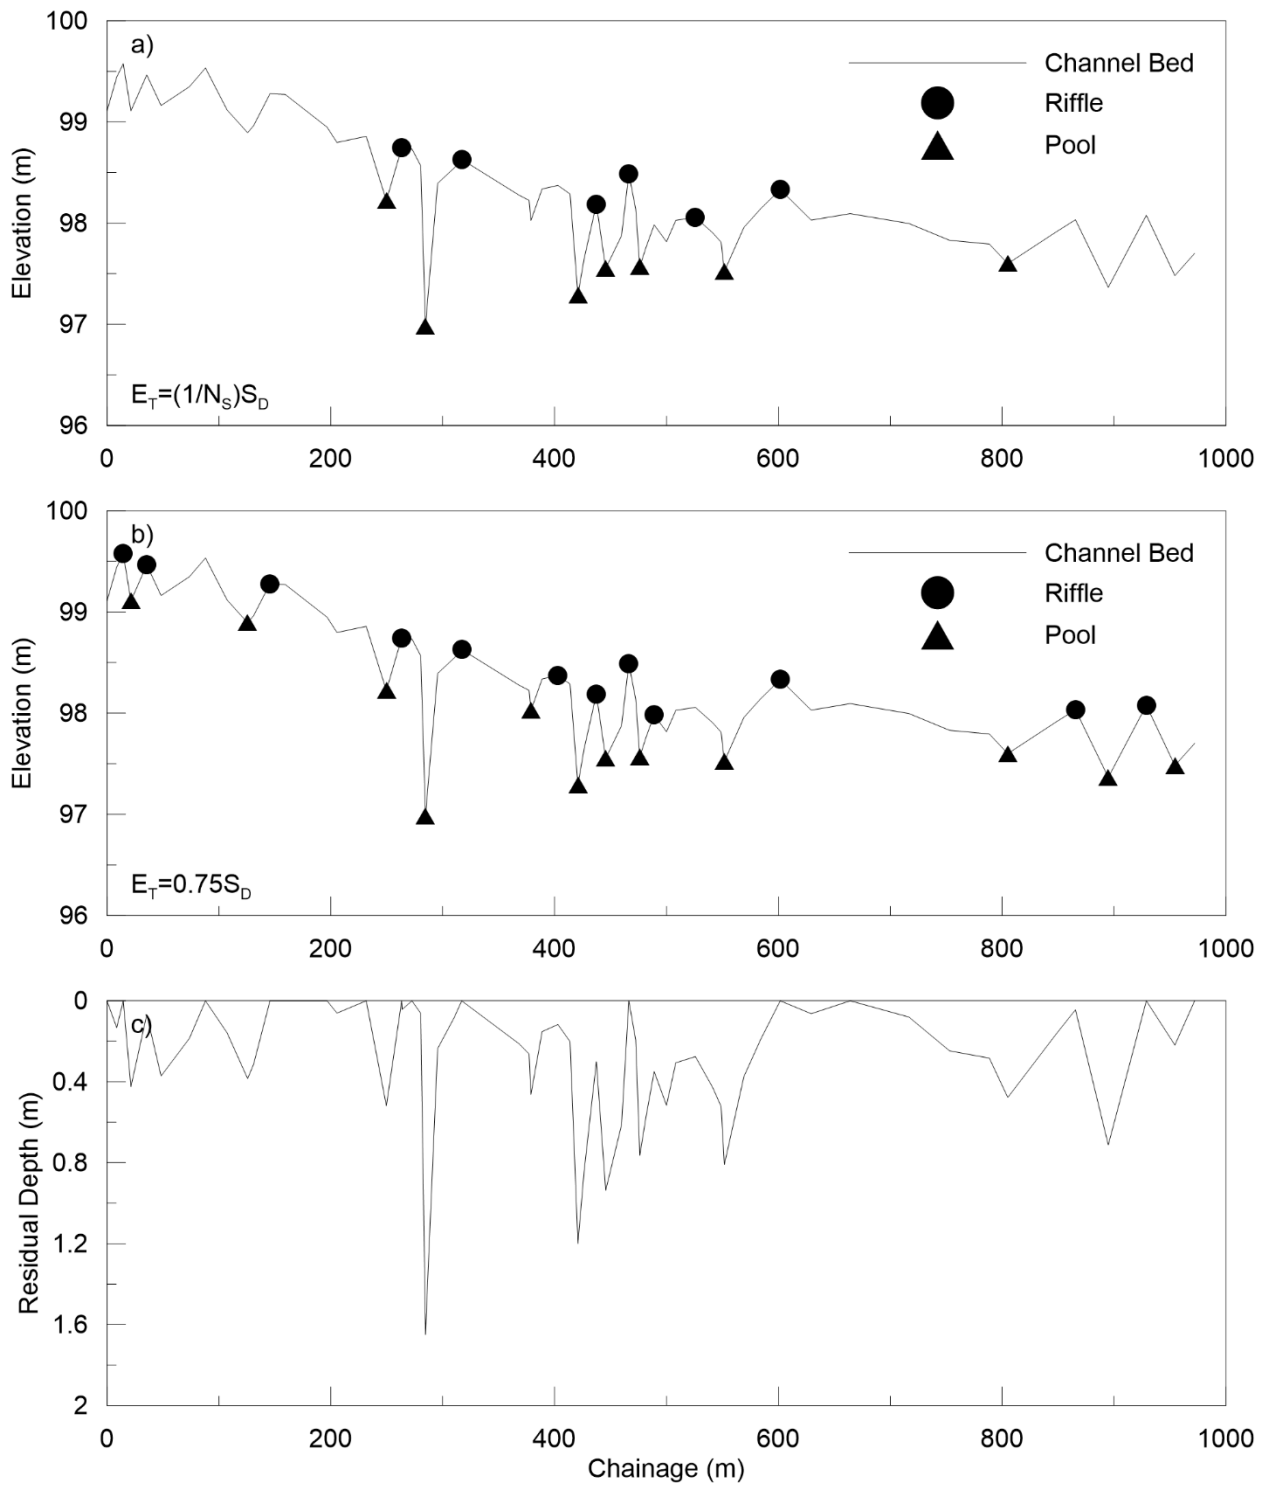 100
a)
Channel Bed
Riffle
Pool
99
98
97
96
Elevation (m)
E_T=(1/N_S)S_D
0 200 400 600 800 1000
100
b)
Channel Bed
Riffle
Pool
99
98
97
96
Elevation (m)
E_T=0.75S_D
0 200 400 600 800 1000
0
c)
0.4
0.8
1.2
1.6
2
Residual Depth (m)
0 200 400 600 800 1000
Chainage (m)